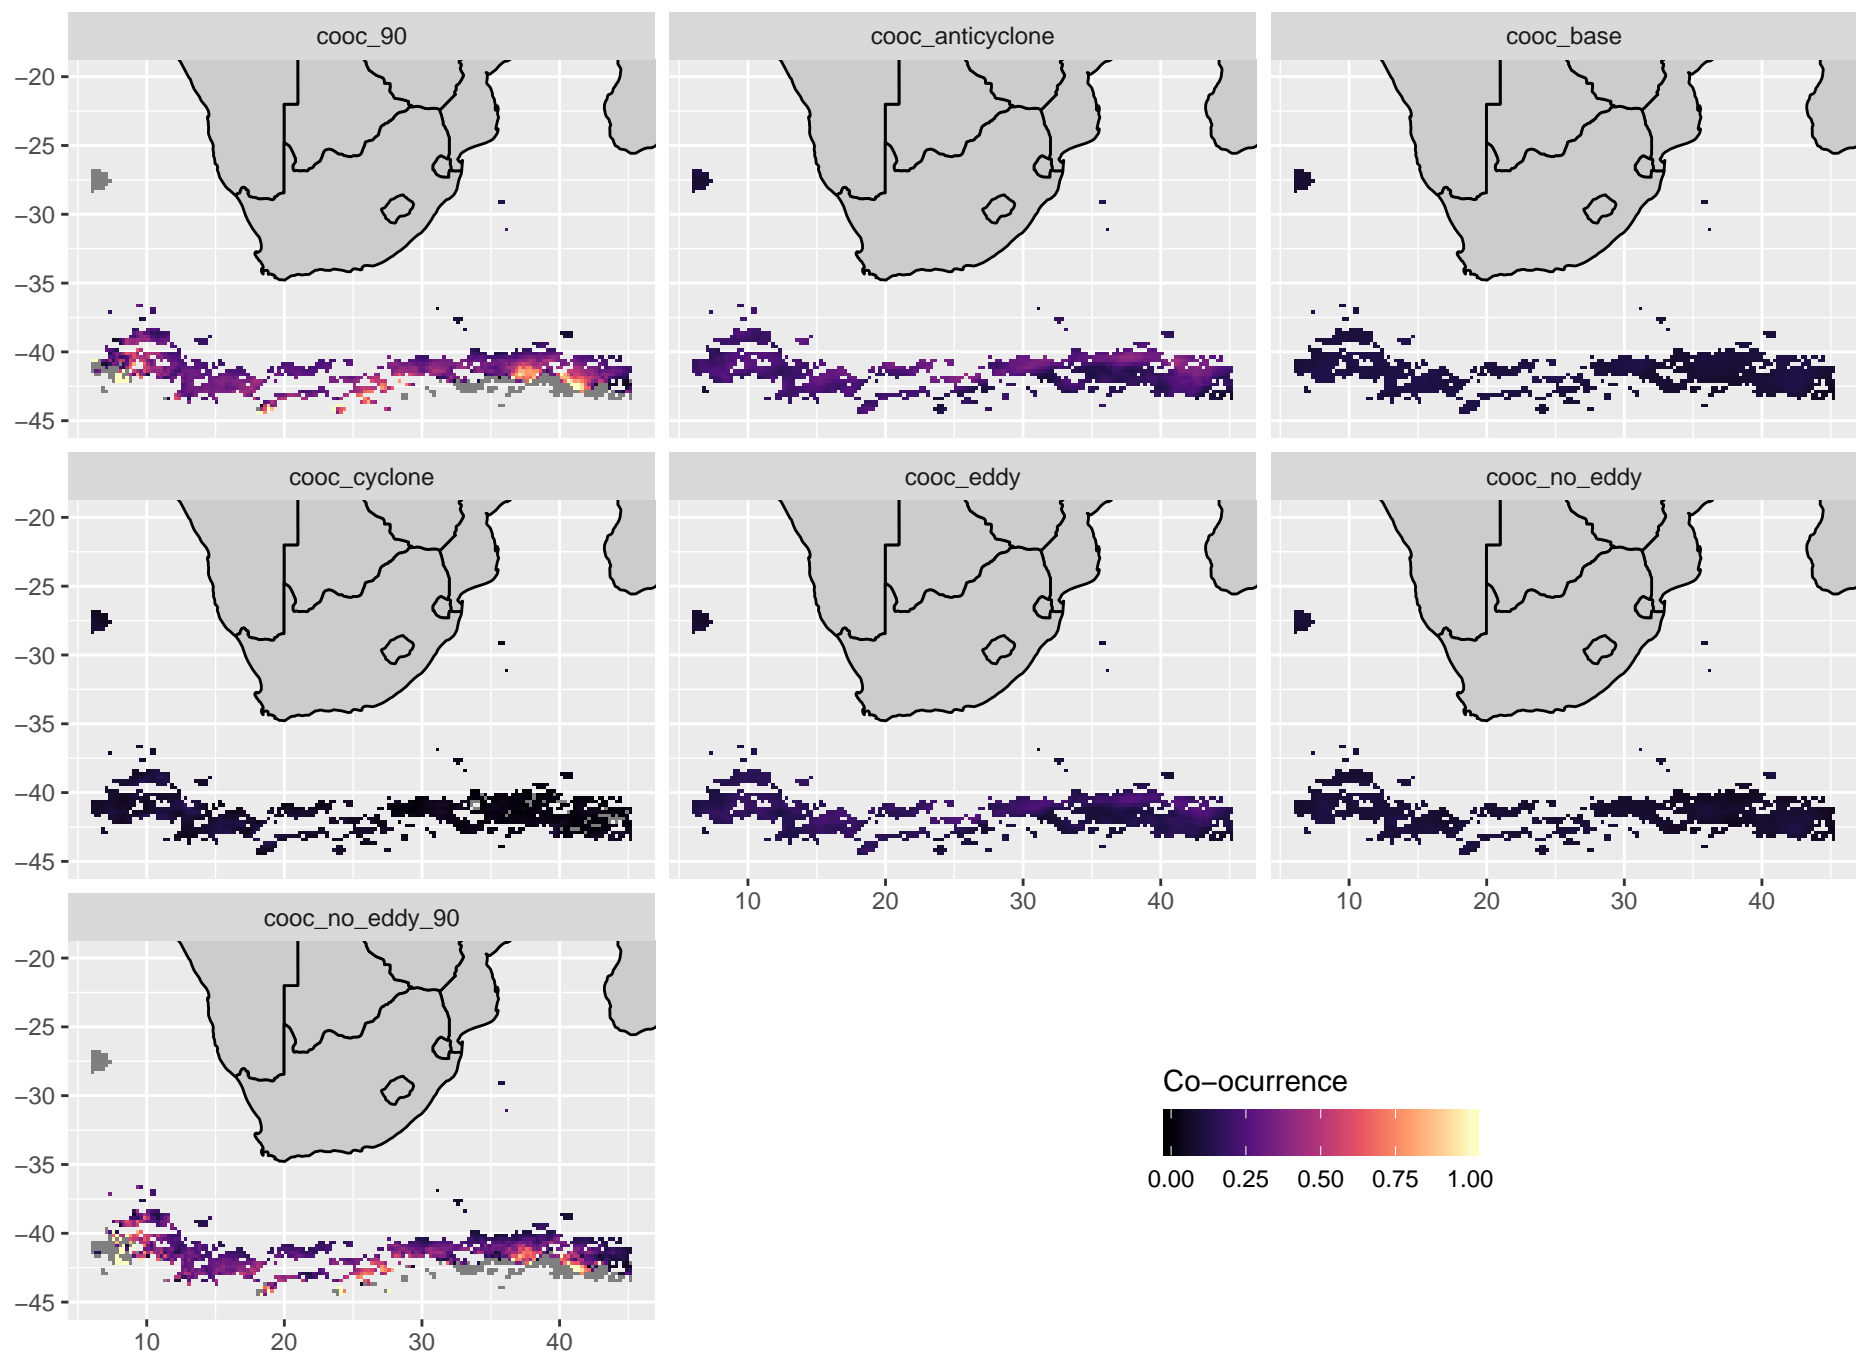 cooc_90 cooc_anticyclone cooc_base
−20
−25
−30
−35
−40
−45
cooc_cyclone cooc_eddy cooc_no_eddy
−20
−25
−30
−35
−40
−45
10 20 30 40 10 20 30 40
cooc_no_eddy_90
−20
−25
−30
−35
−40
−45
10 20 30 40
Co−ocurrence
0.00 0.25 0.50 0.75 1.00